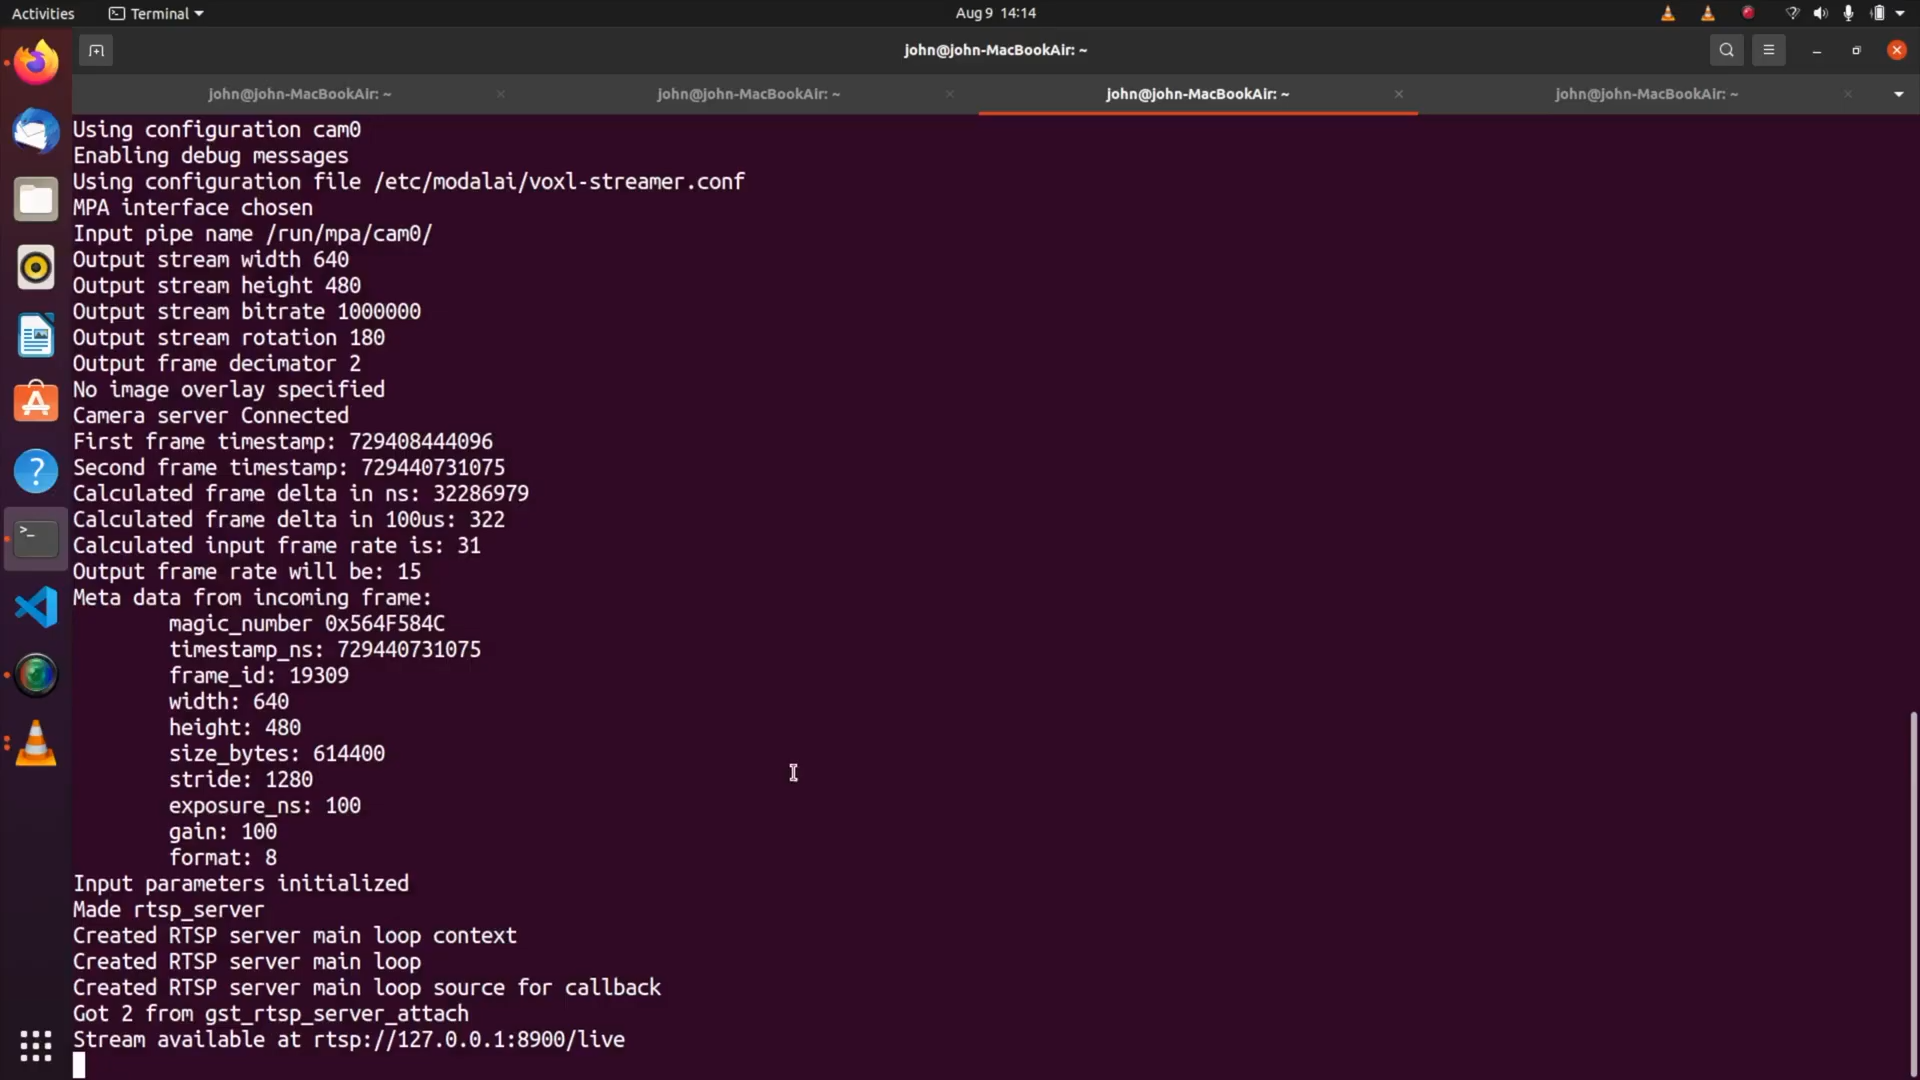 Activities
Terminal
Aug 9 14:14
john@john-MacBookAir: ~
john@john-MacBookAir: ~
john@john-MacBookAir: ~
john@john-MacBookAir: ~
john@john-MacBookAir: ~
Using configuration cam0
Enabling debug messages
Using configuration file /etc/modalai/voxl-streamer.conf
MPA interface chosen
Input pipe name /run/mpa/cam0/
Output stream width 640
Output stream height 480
Output stream bitrate 1000000
Output stream rotation 180
Output frame decimator 2
No image overlay specified
Camera server Connected
First frame timestamp: 729408444096
Second frame timestamp: 729440731075
Calculated frame delta in ns: 32286979
Calculated frame delta in 100us: 322
Calculated input frame rate is: 31
Output frame rate will be: 15
Meta data from incoming frame:
magic_number 0x564F584C
timestamp_ns: 729440731075
frame_id: 19309
width: 640
height: 480
size_bytes: 614400
stride: 1280
exposure_ns: 100
gain: 100
format: 8
Input parameters initialized
Made rtsp_server
Created RTSP server main loop context
Created RTSP server main loop
Created RTSP server main loop source for callback
Got 2 from gst_rtsp_server_attach
Stream available at rtsp://127.0.0.1:8900/live